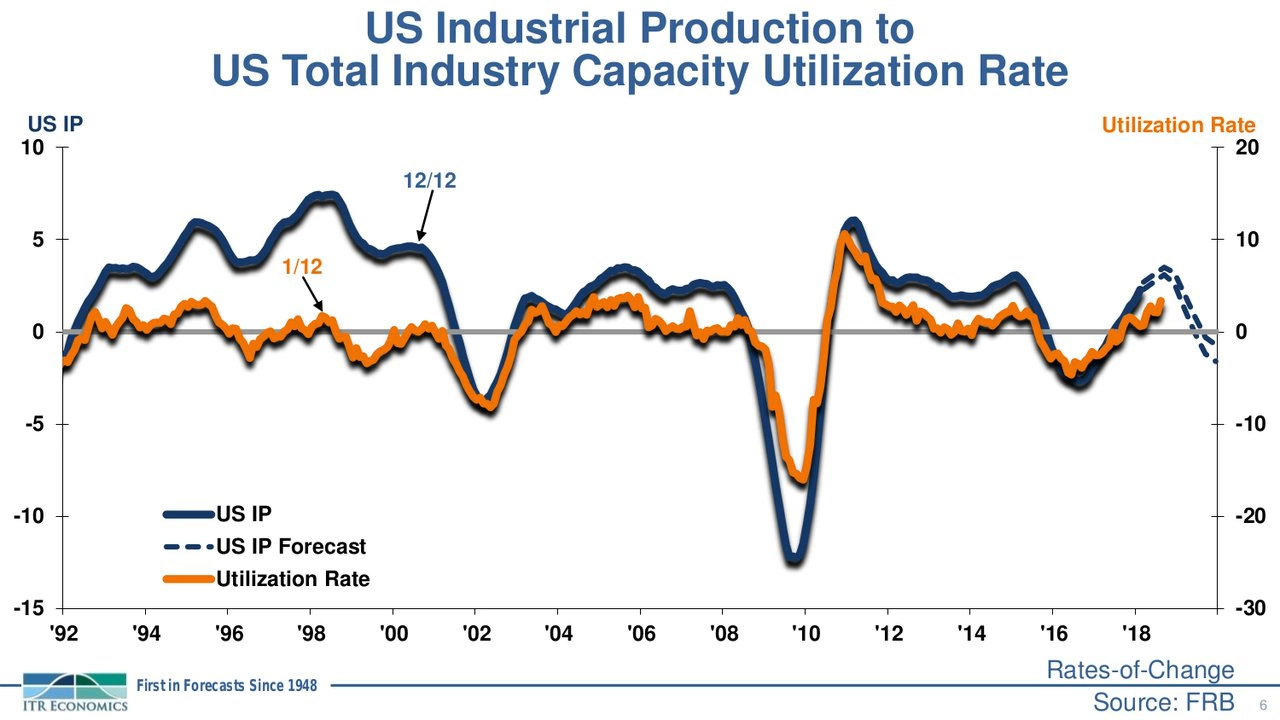 US Industrial Production to
US Total Industry Capacity Utilization Rate
US IP
Utilization Rate
10
5
0
-5
-10
-15
20
10
0
-10
-20
-30
12/12
1/12
US IP
US IP Forecast
Utilization Rate
'92 '94 '96 '98 '00 '02 '04 '06 '08 '10 '12 '14 '16 '18
ITR ECONOMICS
First in Forecasts Since 1948
Rates-of-Change
Source: FRB
6